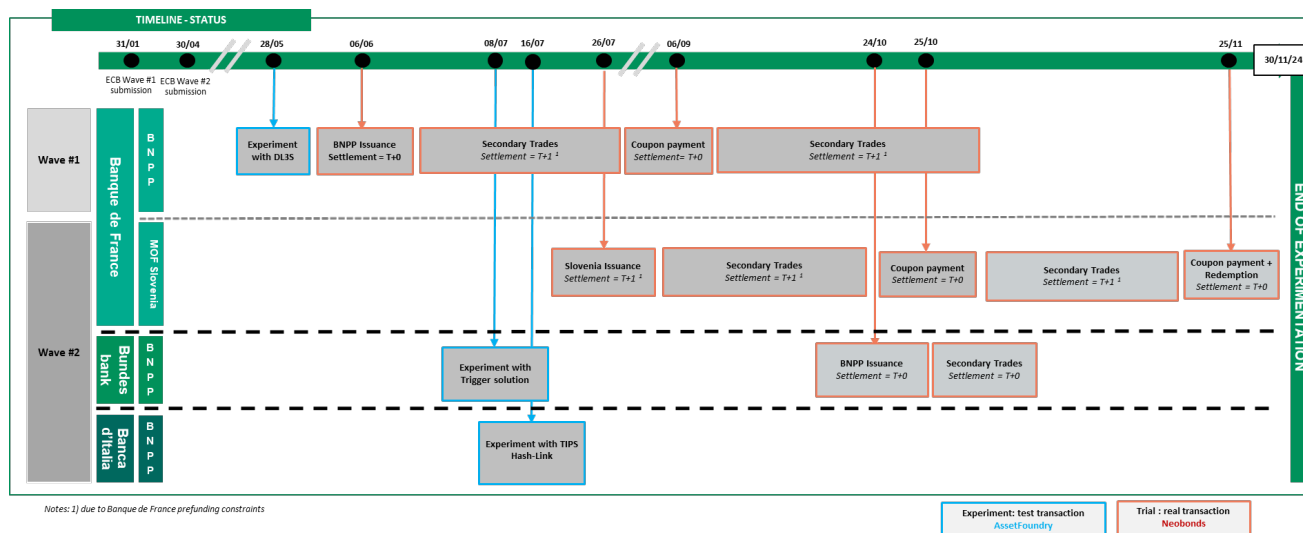 TIMELINE - STATUS
31/01
30/04
28/05
06/06
08/07
16/07
26/07
06/09
24/10
25/10
25/11
30/11/24
ECB Wave #1
submission
ECB Wave #2
submission
Wave #1
Banque de France
BNPP
Experiment
with DL3S
BNPP Issuance
Settlement = T+0
Secondary Trades
Settlement = T+1 ¹
Coupon payment
Settlement= T+0
Secondary Trades
Settlement = T+1 ¹
END OF EXPERIMENTATION
Wave #2
MOF Slovenia
Slovenia Issuance
Settlement = T+1 ¹
Secondary Trades
Settlement = T+1 ¹
Coupon payment
Settlement = T+0
Secondary Trades
Settlement = T+1 ¹
Coupon payment +
Redemption
Settlement = T+0
Bundes
bank
BNPP
Experiment with
Trigger solution
BNPP Issuance
Settlement = T+0
Secondary Trades
Settlement = T+0
Banca
d'Italia
BNPP
Experiment with TIPS
Hash-Link
Notes: 1) due to Banque de France prefunding constraints
Experiment: test transaction
AssetFoundry
Trial : real transaction
Neobonds